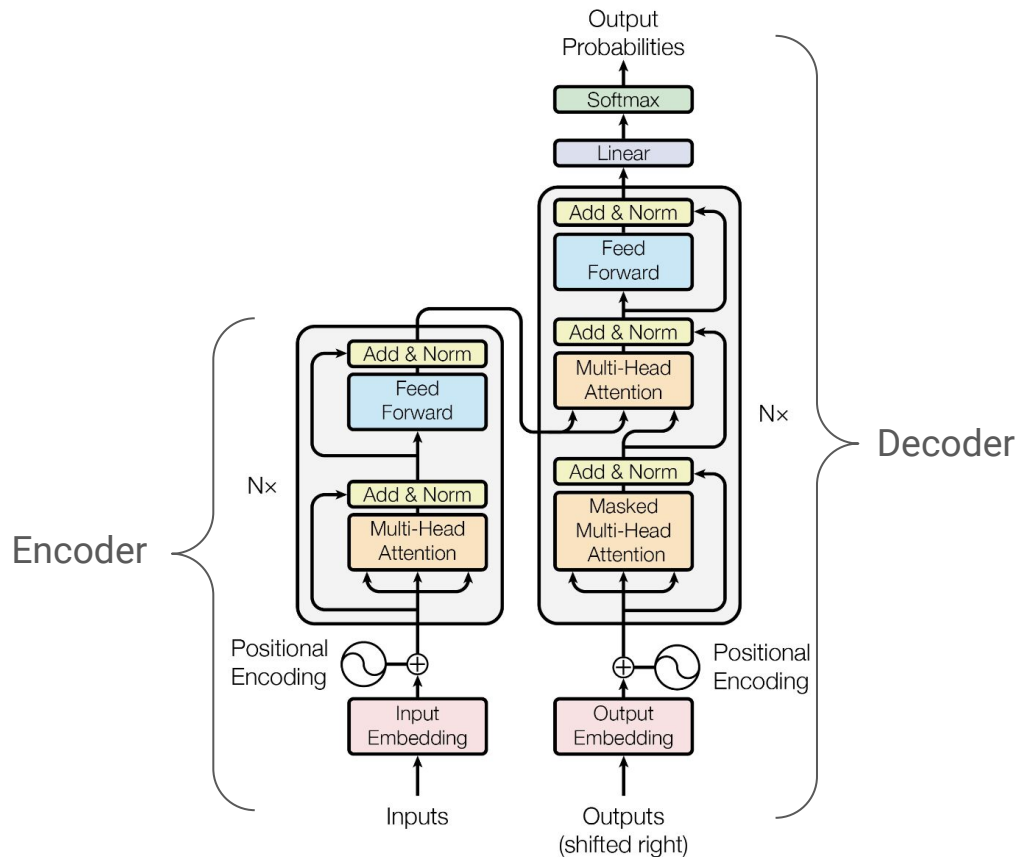 Output
Probabilities
Softmax
Linear
Add & Norm
Feed
Forward
Add & Norm
Multi-Head
Attention
Add & Norm
Masked
Multi-Head
Attention
N×
Decoder
Add & Norm
Feed
Forward
Add & Norm
Multi-Head
Attention
N×
Encoder
Positional
Encoding
Positional
Encoding
Input
Embedding
Output
Embedding
Inputs
Outputs
(shifted right)